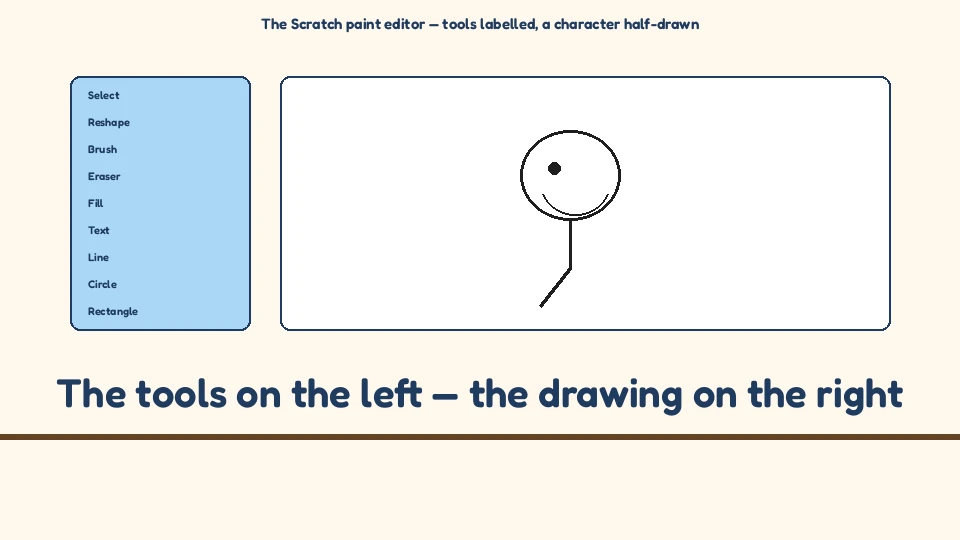 The Scratch paint editor — tools labelled, a character half-drawn
Select
Reshape
Brush
Eraser
Fill
Text
Line
Circle
Rectangle
The tools on the left — the drawing on the right